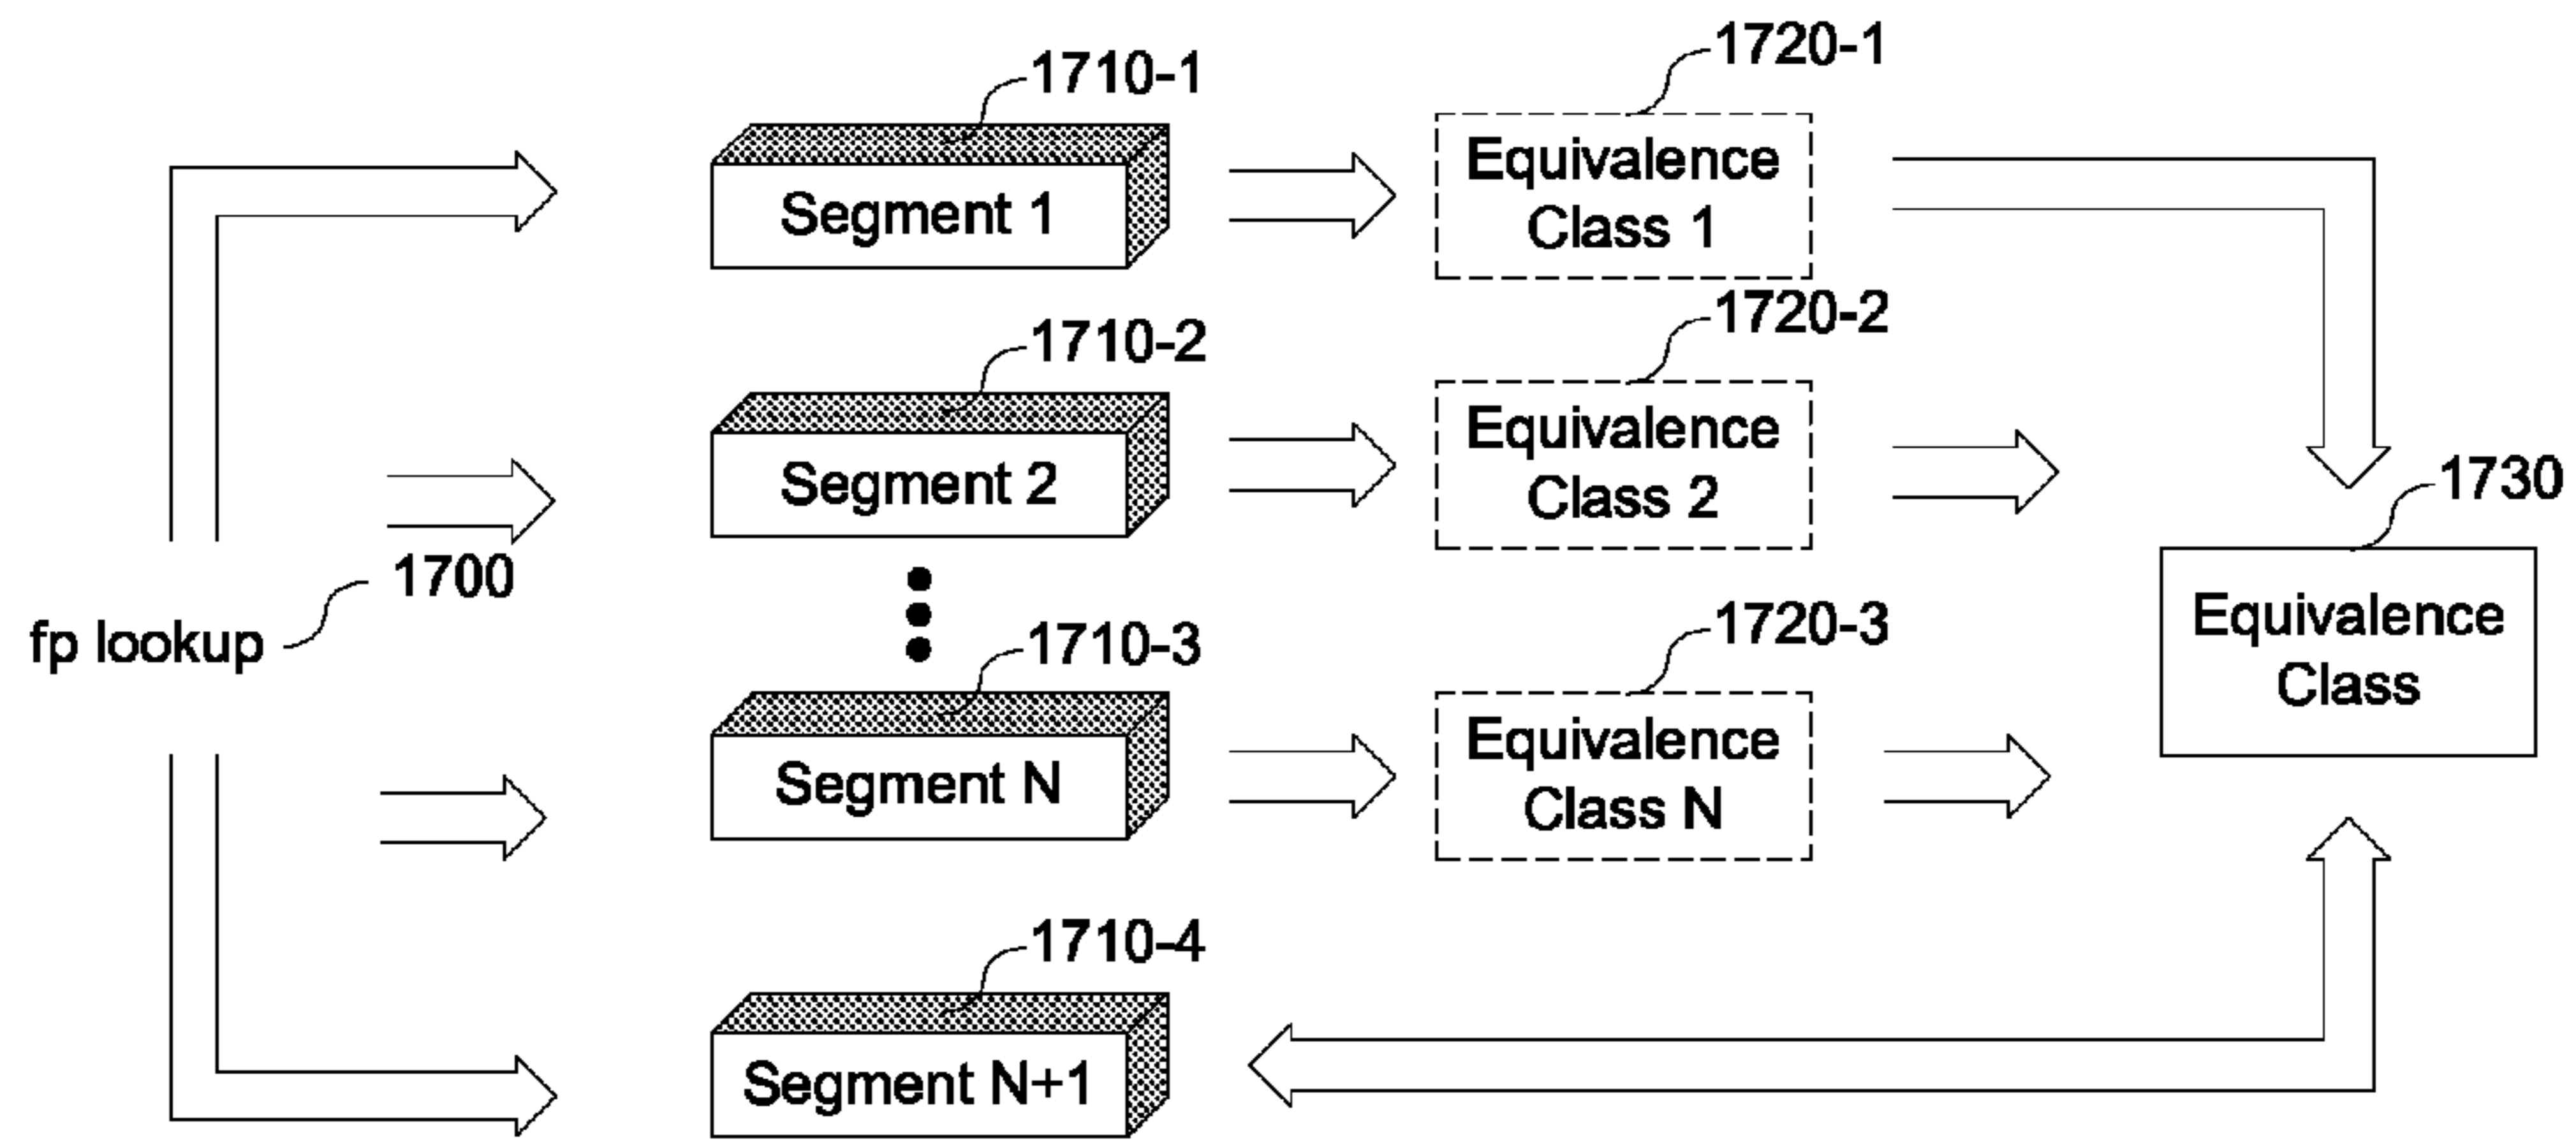 1710-1
1720-1
Segment 1
Equivalence
Class 1
1710-2
1720-2
Segment 2
Equivalence
Class 2
1700
fp lookup
1730
Equivalence
Class
1710-3
1720-3
Segment N
Equivalence
Class N
1710-4
Segment N+1